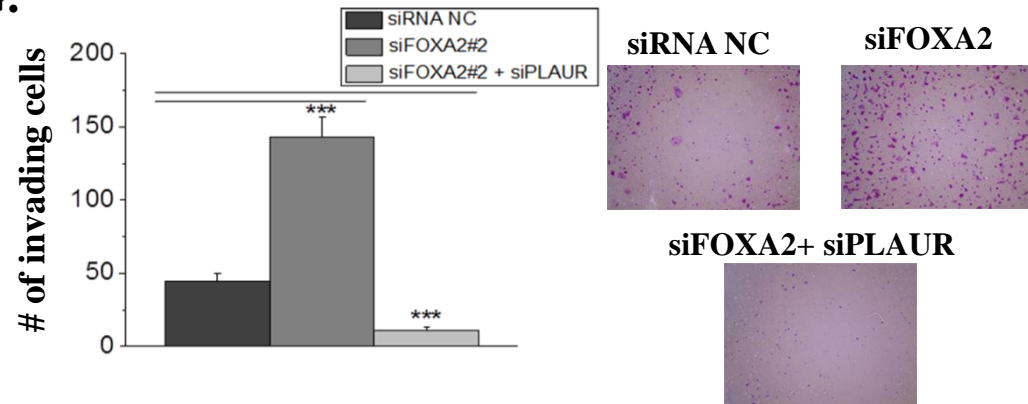 siRNA NC
siFOXA2#2
siFOXA2#2 + siPLAUR
# of invading cells
200
150
100
50
0
***
***
siRNA NC
siFOXA2
siFOXA2+ siPLAUR